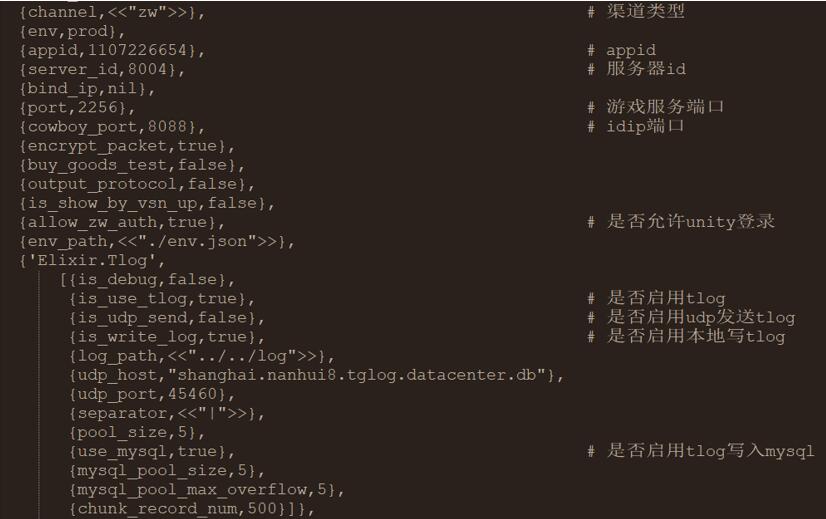 {channel,<<"zw">>},                                # 渠道类型
{env,prod},
{appid,1107226654},                                # appid
{server_id,8004},                                  # 服务器id
{bind_ip,nil},
{port,2256},                                       # 游戏服务端口
{cowboy_port,8088},                                # idip端口
{encrypt_packet,true},
{buy_goods_test,false},
{output_protocol,false},
{is_show_by_vsn_up,false},
{allow_zw_auth,true},                              # 是否允许unity登录
{env_path,<<"./env.json">>},
{'Elixir.Tlog',
    [{is_debug,false},
     {is_use_tlog,true},                           # 是否启用tlog
     {is_udp_send,false},                          # 是否启用udp发送tlog
     {is_write_log,true},                          # 是否启用本地写tlog
     {log_path,<<"../../log">>},
     {udp_host,"shanghai.nanhui8.tglog.datacenter.db"},
     {udp_port,45460},
     {separator,<<"|">>},
     {pool_size,5},
     {use_mysql,true},                             # 是否启用tlog写入mysql
     {mysql_pool_size,5},
     {mysql_pool_max_overflow,5},
     {chunk_record_num,500}]},